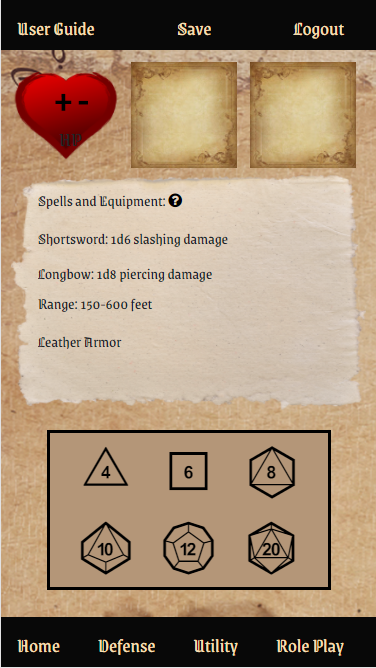 User Guide Save Logout
+ -
Spells and Equipment: ?
Shortsword: 1d6 slashing damage
Longbow: 1d8 piercing damage
Range: 150-600 feet
Leather Armor
4 6 8
10 12 20
Home Defense Utility Role Play